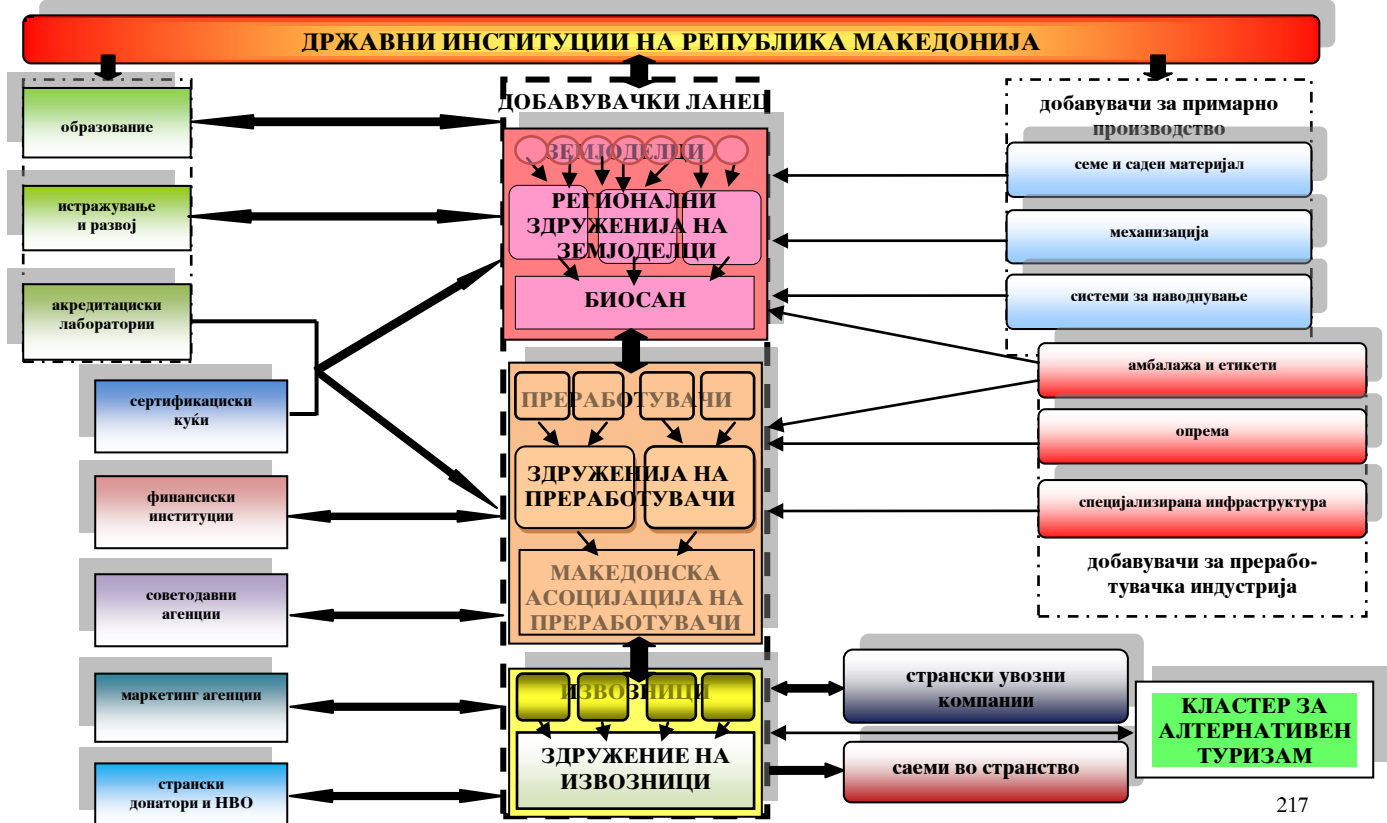 ДРЖАВНИ ИНСТИТУЦИИ НА РЕПУБЛИКА МАКЕДОНИЈА
образование
истражување
и развој
акредитациски
лаборатории
сертификациски
куќи
финансиски
институции
советодавни
агенции
маркетинг агенции
странски
донатори и НВО
ДОБАВУВАЧКИ ЛАНЕЦ
ЗЕМЈОДЕЛЦИ
РЕГИОНАЛНИ
ЗДРУЖЕНИЈА НА
ЗЕМЈОДЕЛЦИ
БИОСАН
ПРЕРАБОТУВАЧИ
ЗДРУЖЕНИЈА НА
ПРЕРАБОТУВАЧИ
МАКЕДОНСКА
АСОЦИЈАЦИЈА НА
ПРЕРАБОТУВАЧИ
ИЗВОЗНИЦИ
ЗДРУЖЕНИЕ НА
ИЗВОЗНИЦИ
добавувачи за примарно
производство
семе и саден материјал
механизација
системи за наводнување
амбалажа и етикети
опрема
специјализирана инфраструктура
добавувачи за прерабо-
тувачка индустрија
странски увозни
компании
саеми во странство
КЛАСТЕР ЗА
АЛТЕРНАТИВЕН
ТУРИЗАМ
217